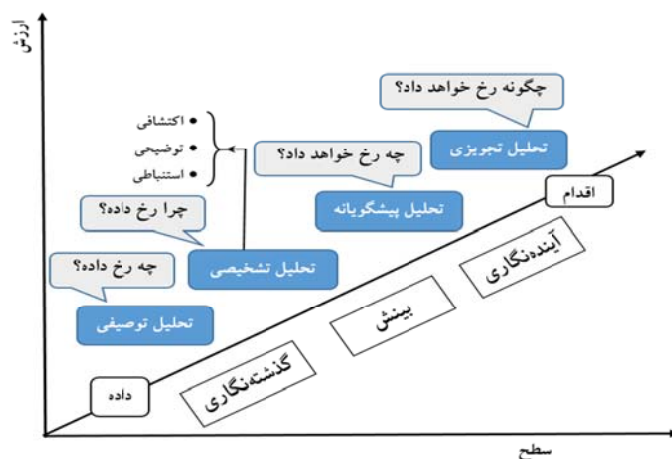 ارزش
چگونه رخ خواهد داد؟
تحلیل تجویزی
اکتشافی
توضیحی
استنباطی
چه رخ خواهد داد؟
تحلیل پیشگویانه
اقدام
چرا رخ داده؟
تحلیل تشخیصی
چه رخ داده؟
تحلیل توصیفی
آینده‌نگاری
بینش
گذشته‌نگاری
داده
سطح